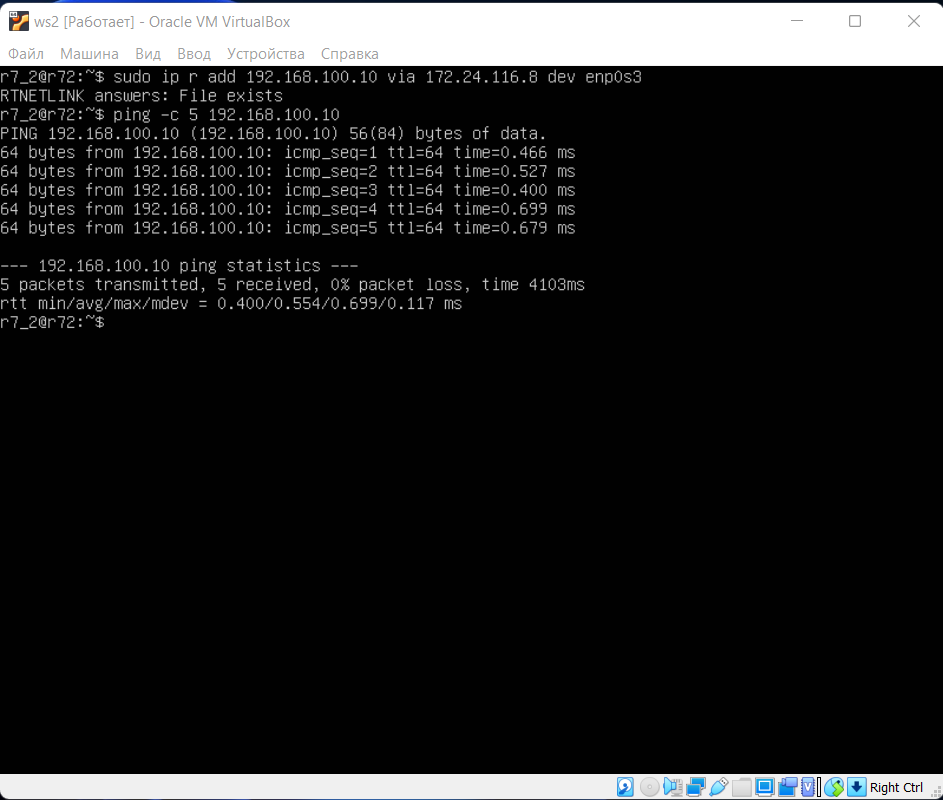 ws2 [Работает] - Oracle VM VirtualBox
Файл Машина Вид Ввод Устройства Справка
r7_2@r72:~$ sudo ip r add 192.168.100.10 via 172.24.116.8 dev enp0s3
RTNETLINK answers: File exists
r7_2@r72:~$ ping -c 5 192.168.100.10
PING 192.168.100.10 (192.168.100.10) 56(84) bytes of data.
64 bytes from 192.168.100.10: icmp_seq=1 ttl=64 time=0.466 ms
64 bytes from 192.168.100.10: icmp_seq=2 ttl=64 time=0.527 ms
64 bytes from 192.168.100.10: icmp_seq=3 ttl=64 time=0.400 ms
64 bytes from 192.168.100.10: icmp_seq=4 ttl=64 time=0.699 ms
64 bytes from 192.168.100.10: icmp_seq=5 ttl=64 time=0.679 ms
--- 192.168.100.10 ping statistics ---
5 packets transmitted, 5 received, 0% packet loss, time 4103ms
rtt min/avg/max/mdev = 0.400/0.554/0.699/0.117 ms
r7_2@r72:~$
Right Ctrl